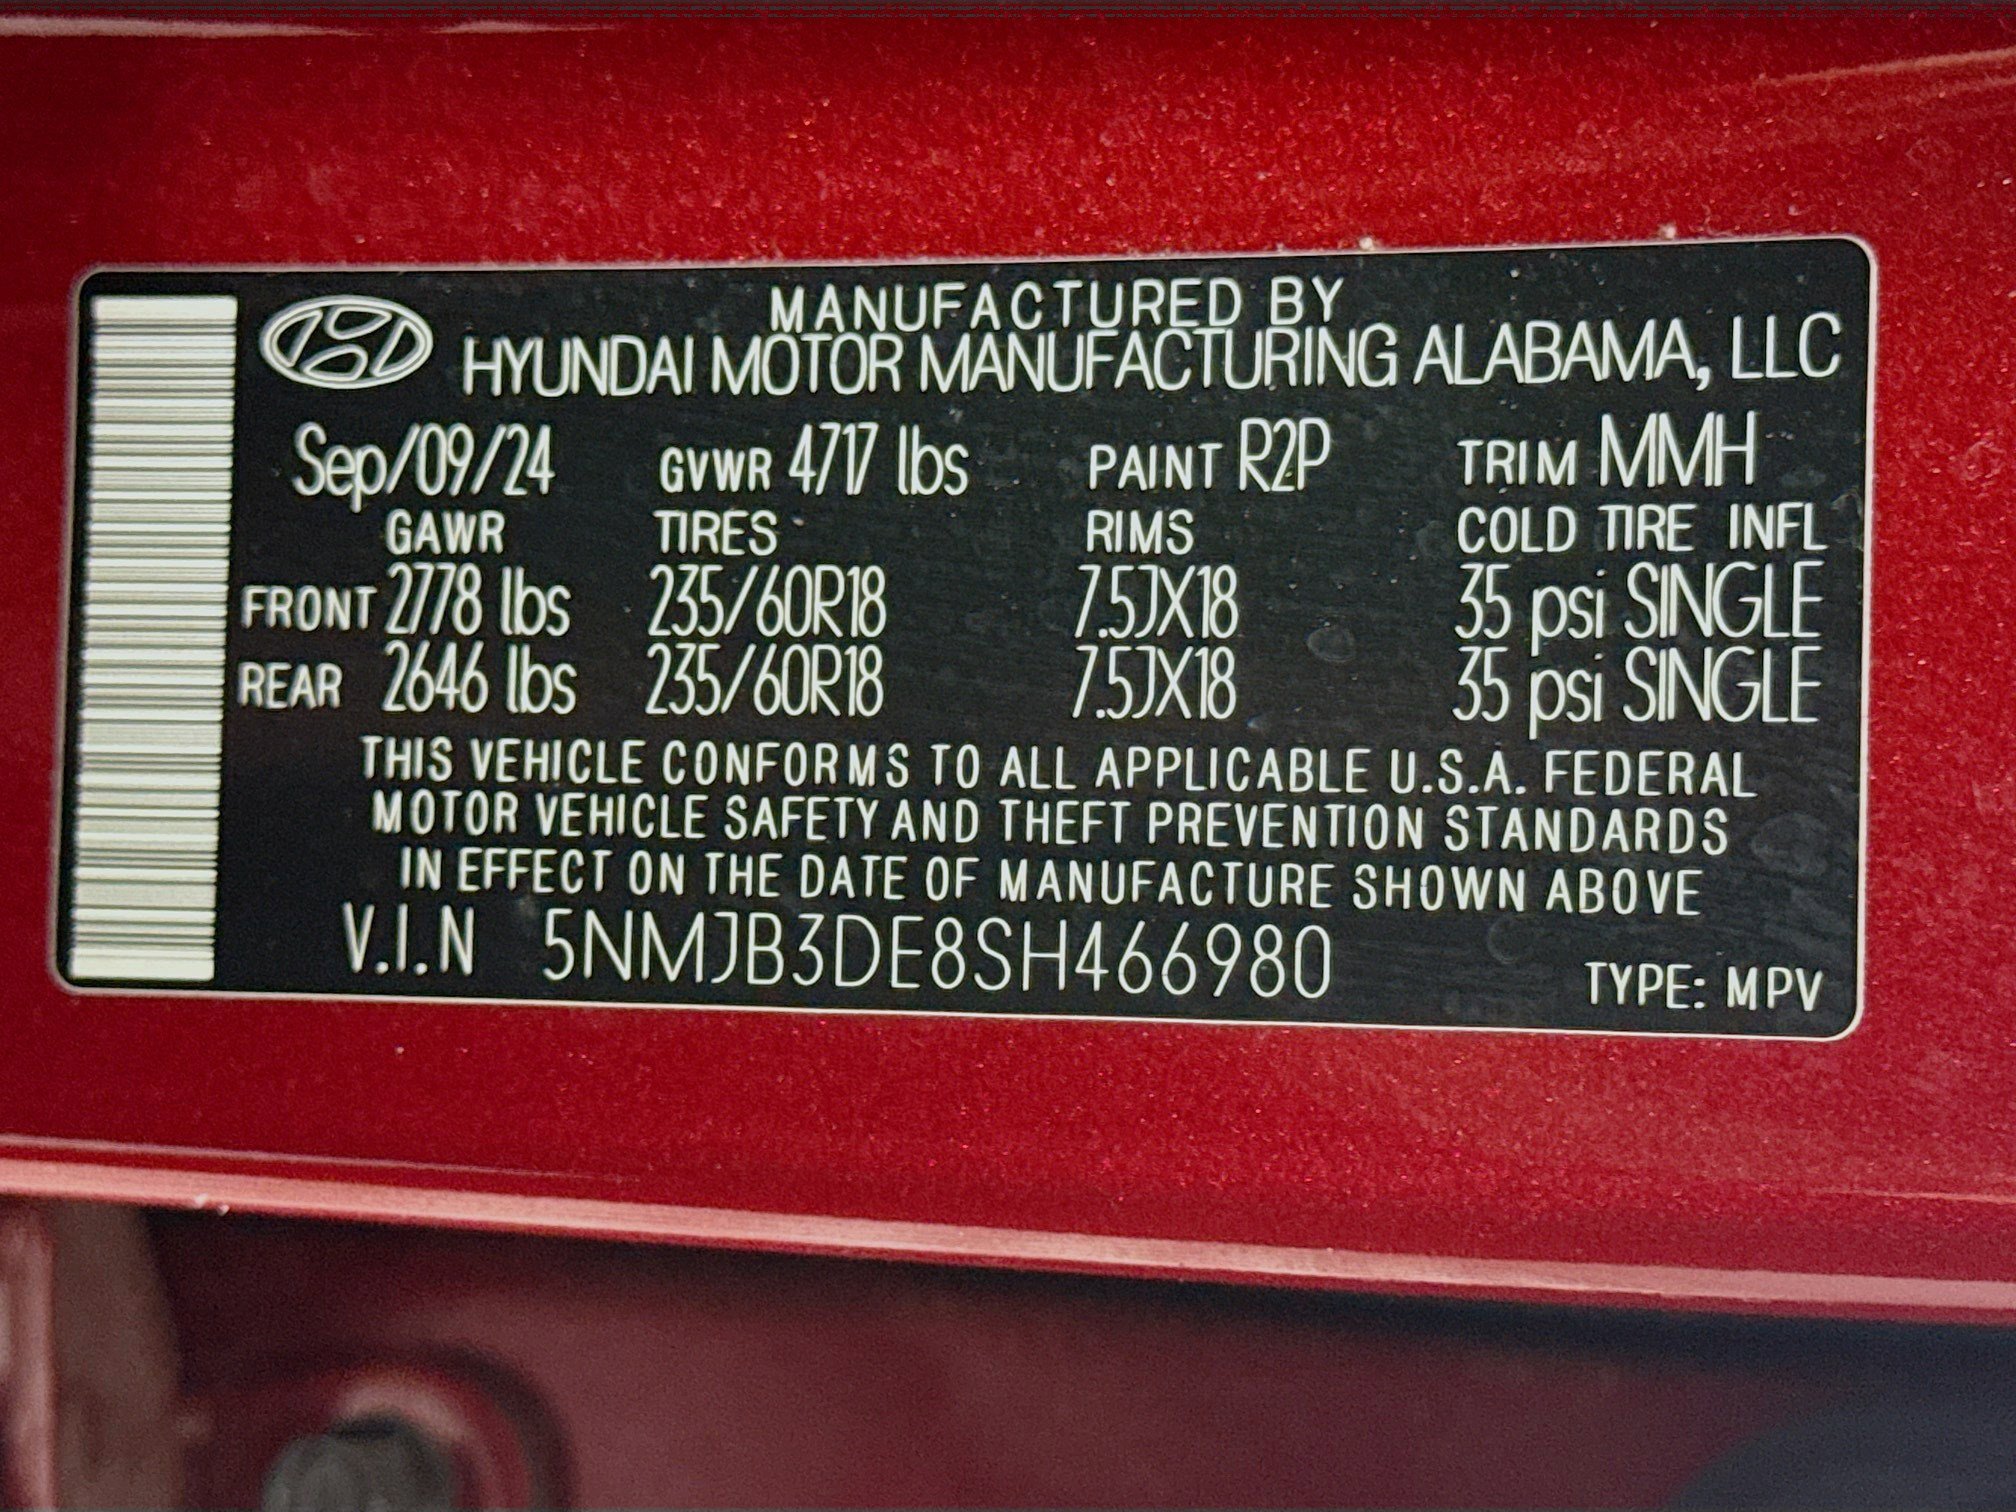 MANUFACTURED BY
HYUNDAI MOTOR MANUFACTURING ALABAMA, LLC
Sep/09/24 GVWR 4717 lbs PAINT R2P TRIM MMH
GAWR TIRES RIMS COLD TIRE INFL
FRONT 2778 lbs 235/60R18 7.5JX18 35 psi SINGLE
REAR 2646 lbs 235/60R18 7.5JX18 35 psi SINGLE
THIS VEHICLE CONFORMS TO ALL APPLICABLE U.S.A. FEDERAL
MOTOR VEHICLE SAFETY AND THEFT PREVENTION STANDARDS
IN EFFECT ON THE DATE OF MANUFACTURE SHOWN ABOVE
V.I.N 5NMJB3DE8SH466980
TYPE: MPV